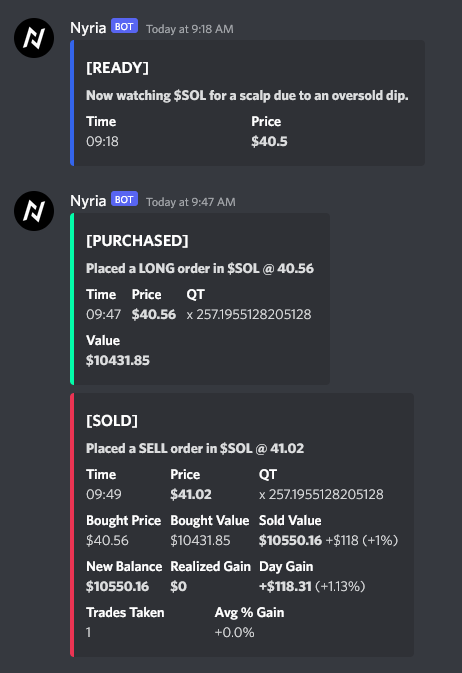 Nyria BOT Today at 9:18 AM
[READY]
Now watching $SOL for a scalp due to an oversold dip.
Time Price
09:18 $40.5
Nyria BOT Today at 9:47 AM
[PURCHASED]
Placed a LONG order in $SOL @ 40.56
Time Price QT
09:47 $40.56 x 257.1955128205128
Value
$10431.85
[SOLD]
Placed a SELL order in $SOL @ 41.02
Time Price QT
09:49 $41.02 x 257.1955128205128
Bought Price Bought Value Sold Value
$40.56 $10431.85 $10550.16 +$118 (+1%)
New Balance Realized Gain Day Gain
$10550.16 $0 +$118.31 (+1.13%)
Trades Taken Avg % Gain
1 +0.0%